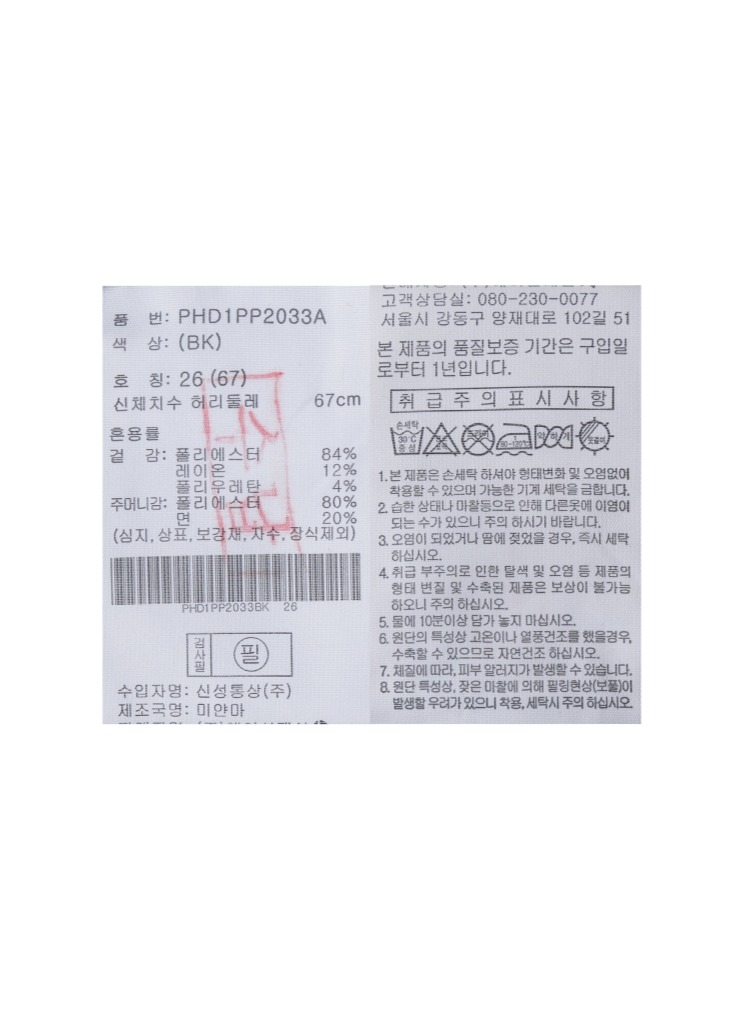 품 번: PHD1PP2033A
색 상: (BK)
호 칭: 26 (67)
신체치수 허리둘레 67cm
혼용률
겉 감: 폴리에스터 84%
레이온 12%
폴리우레탄 4%
주머니감: 폴리에스터 80%
면 20%
(심지, 상표, 보강재, 자수, 장식제외)
PHD1PP2033BK 26
검사필 필
수입자명: 신성통상(주)
제조국명: 미얀마
고객상담실: 080-230-0077
서울시 강동구 양재대로 102길 51
본 제품의 품질보증 기간은 구입일
로부터 1년입니다.
취급주의표시사항
손세탁
30℃
중성
약하게
1. 본 제품은 손세탁 하셔야 형태변화 및 오염없이
착용할 수 있으며 가능한 기계 세탁을 금합니다.
2. 습한 상태나 마찰등으로 인해 다른옷에 이염이
되는 수가 있으니 주의 하시기 바랍니다.
3. 오염이 되었거나 땀에 젖었을 경우, 즉시 세탁
하십시오.
4. 취급 부주의로 인한 탈색 및 오염 등 제품의
형태 변질 및 수축된 제품은 보상이 불가능
하오니 주의 하십시오.
5. 물에 10분이상 담가 놓지 마십시오.
6. 원단의 특성상 고온이나 열풍건조를 했을경우,
수축할 수 있으므로 자연건조 하십시오.
7. 체질에 따라, 피부 알러지가 발생할 수 있습니다.
8. 원단 특성상, 잦은 마찰에 의해 필링현상(보풀)이
발생할 우려가 있으니 착용, 세탁시 주의 하십시오.